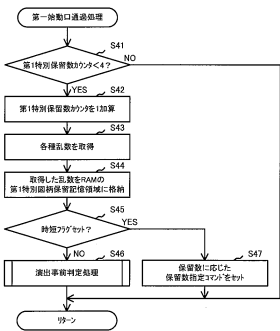 第一始動口通過処理
S41
第1特別保留数カウンタ<4?
NO
YES
S42
第1特別保留数カウンタを1加算
S43
各種乱数を取得
S44
取得した乱数をRAMの
第1特別図柄保留記憶領域に格納
S45
時短フラグセット?
YES
NO
S46
演出事前判定処理
S47
保留数に応じた
保留数指定コマンドをセット
リターン